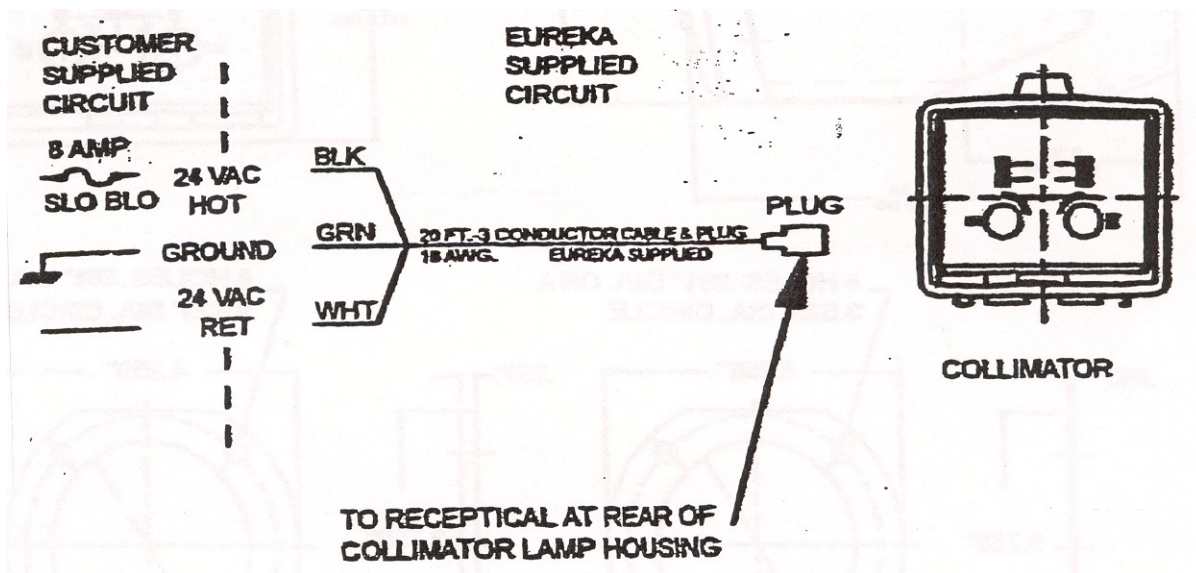 CUSTOMER
SUPPLIED
CIRCUIT
8 AMP
SLO BLO
24 VAC
HOT
GROUND
24 VAC
RET
EUREKA
SUPPLIED
CIRCUIT
BLK
GRN
WHT
20 FT.-3 CONDUCTOR CABLE & PLUG
18 AWG. EUREKA SUPPLIED
PLUG
COLLIMATOR
TO RECEPTICAL AT REAR OF
COLLIMATOR LAMP HOUSING